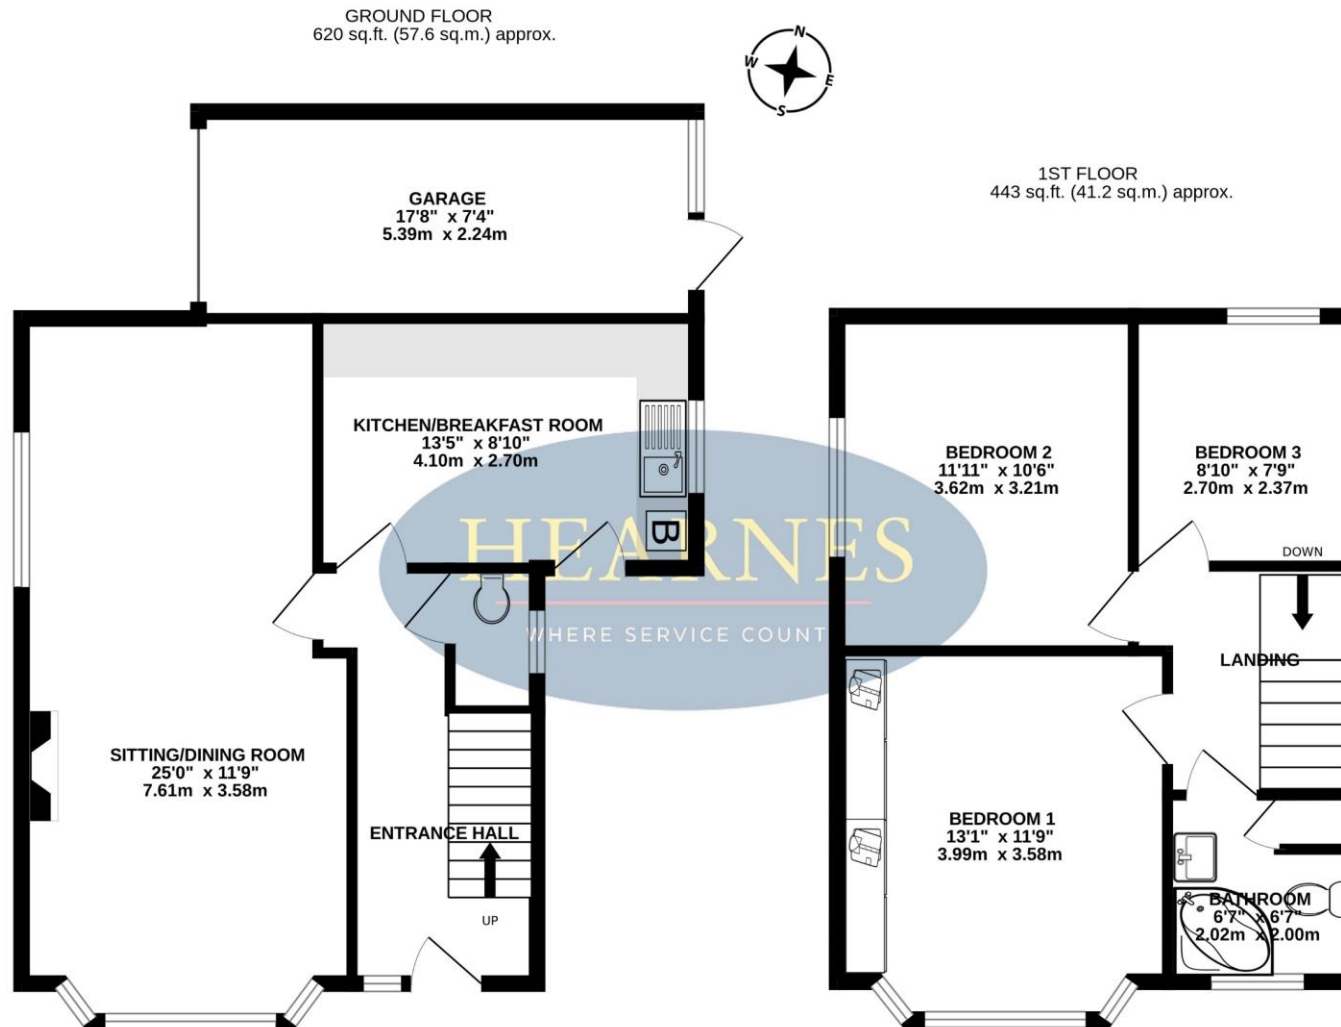 GROUND FLOOR
620 sq.ft. (57.6 sq.m.) approx.
N
W
E
S
1ST FLOOR
443 sq.ft. (41.2 sq.m.) approx.
GARAGE
17'8" x 7'4"
5.39m x 2.24m
KITCHEN/BREAKFAST ROOM
13'5" x 8'10"
4.10m x 2.70m
B
BEDROOM 2
11'11" x 10'6"
3.62m x 3.21m
BEDROOM 3
8'10" x 7'9"
2.70m x 2.37m
HEARNES
WHERE SERVICE COUNT
DOWN
LANDING
SITTING/DINING ROOM
25'0" x 11'9"
7.61m x 3.58m
ENTRANCE HALL
UP
BEDROOM 1
13'1" x 11'9"
3.99m x 3.58m
BATHROOM
6'7" x 6'7"
2.02m x 2.00m